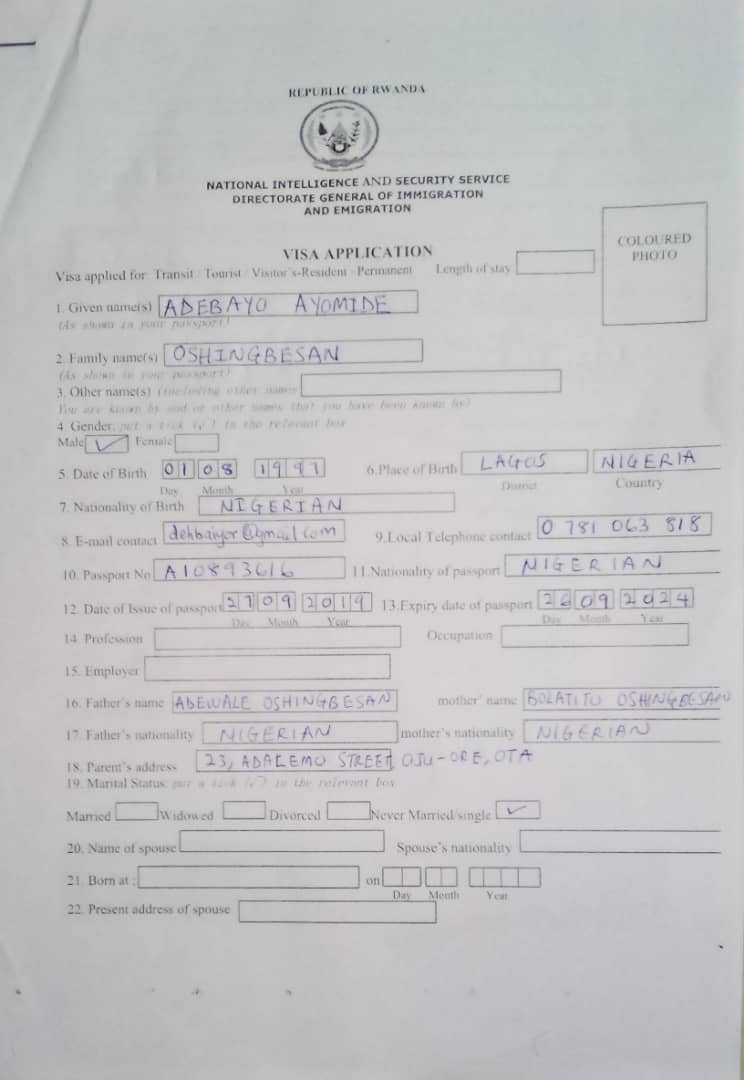 REPUBLIC OF RWANDA
NATIONAL INTELLIGENCE AND SECURITY SERVICE
DIRECTORATE GENERAL OF IMMIGRATION
AND EMIGRATION
COLOURED
PHOTO
VISA APPLICATION
Visa applied for: Transit / Tourist / Visitor's-Resident -Permanent Length of stay
1. Given name(s) ADEBAYO AYOMIDE
(As shown in your passport)
2. Family name(s) OSHINGBESAN
(As shown in your passport)
3. Other name(s) (including other names
You are known by and or other names that you have been known by)
4. Gender: put a tick (√) in the relevant box
Male ✓ Female
5. Date of Birth 01 08 1997 6.Place of Birth LAGOS NIGERIA
Day Month Year District Country
7. Nationality of Birth NIGERIAN
8. E-mail contact dehbaiyor@gmail.com 9.Local Telephone contact 0 781 063 818
10. Passport No A10893616 11.Nationality of passport NIGERIAN
12. Date of Issue of passport 27 09 2019 13.Expiry date of passport 26 09 2024
Day Month Year Day Month Year
14. Profession Occupation
15. Employer
16. Father's name ADEWALE OSHINGBESAN mother' name BOLATITO OSHINGBESAN
17. Father's nationality NIGERIAN mother's nationality NIGERIAN
18. Parent's address 23, ADALEMO STREET, OJU-ORE, OTA
19. Marital Status: put a tick (√) in the relevant box
Married Widowed Divorced Never Married/single ✓
20. Name of spouse Spouse's nationality
21. Born at : on
Day Month Year
22. Present address of spouse